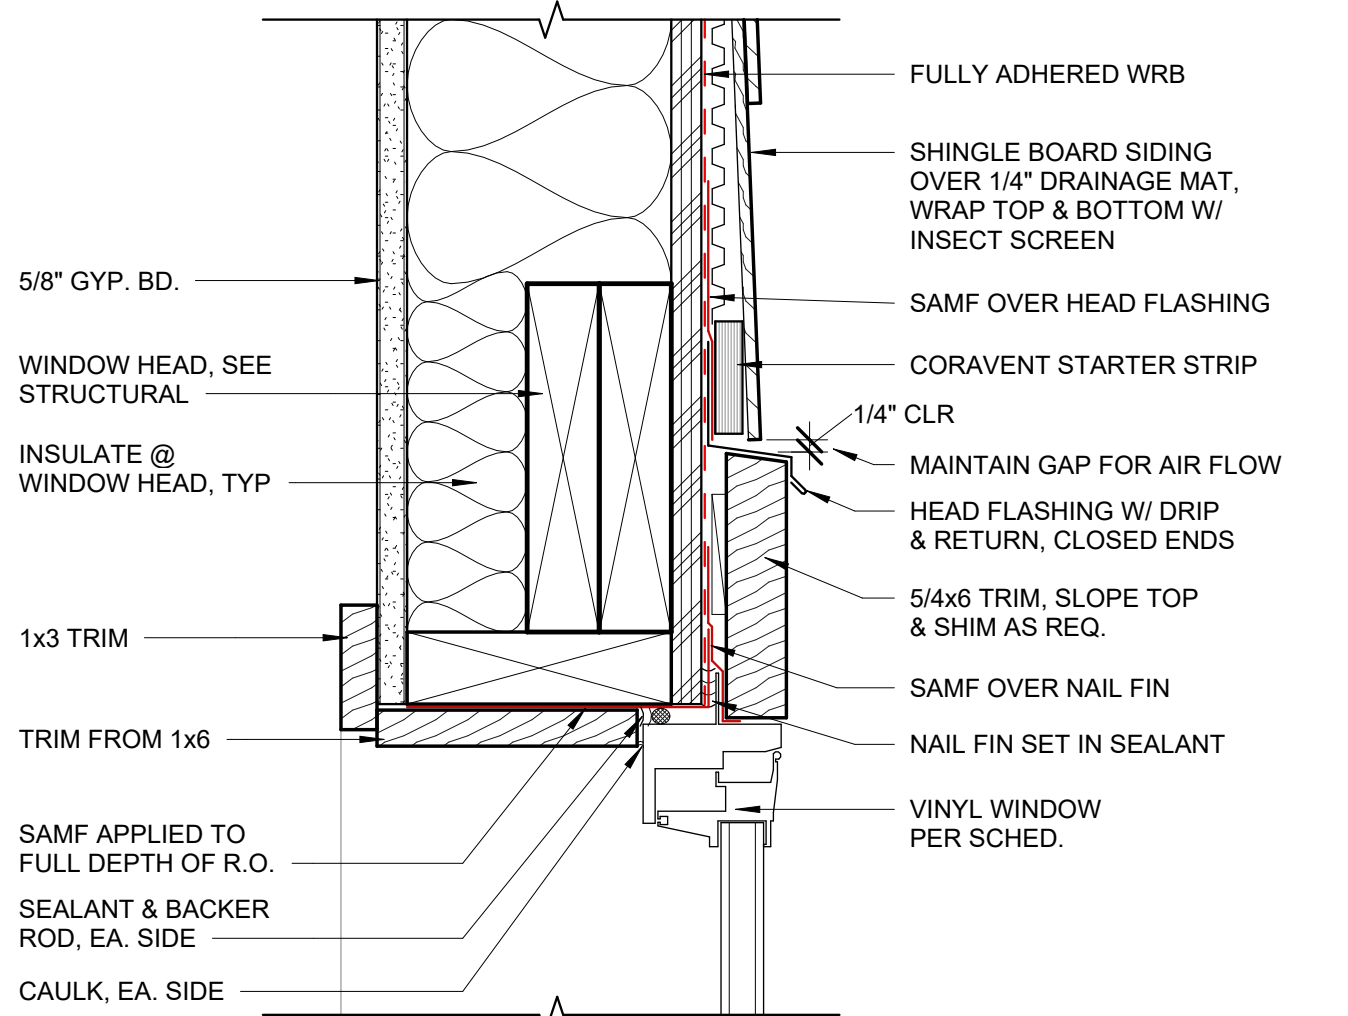 5/8" GYP. BD.
WINDOW HEAD, SEE
STRUCTURAL
INSULATE @
WINDOW HEAD, TYP
1x3 TRIM
TRIM FROM 1x6
SAMF APPLIED TO
FULL DEPTH OF R.O.
SEALANT & BACKER
ROD, EA. SIDE
CAULK, EA. SIDE
FULLY ADHERED WRB
SHINGLE BOARD SIDING
OVER 1/4" DRAINAGE MAT,
WRAP TOP & BOTTOM W/
INSECT SCREEN
SAMF OVER HEAD FLASHING
CORAVENT STARTER STRIP
1/4" CLR
MAINTAIN GAP FOR AIR FLOW
HEAD FLASHING W/ DRIP
& RETURN, CLOSED ENDS
5/4x6 TRIM, SLOPE TOP
& SHIM AS REQ.
SAMF OVER NAIL FIN
NAIL FIN SET IN SEALANT
VINYL WINDOW
PER SCHED.